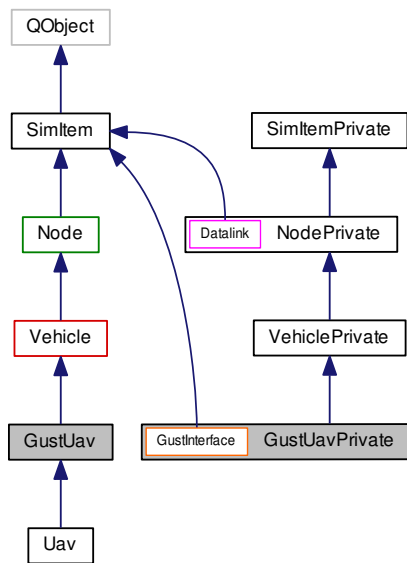 QObject
SimItem
SimItemPrivate
Node
Datalink
NodePrivate
Vehicle
VehiclePrivate
GustUav
GustInterface
GustUavPrivate
Uav